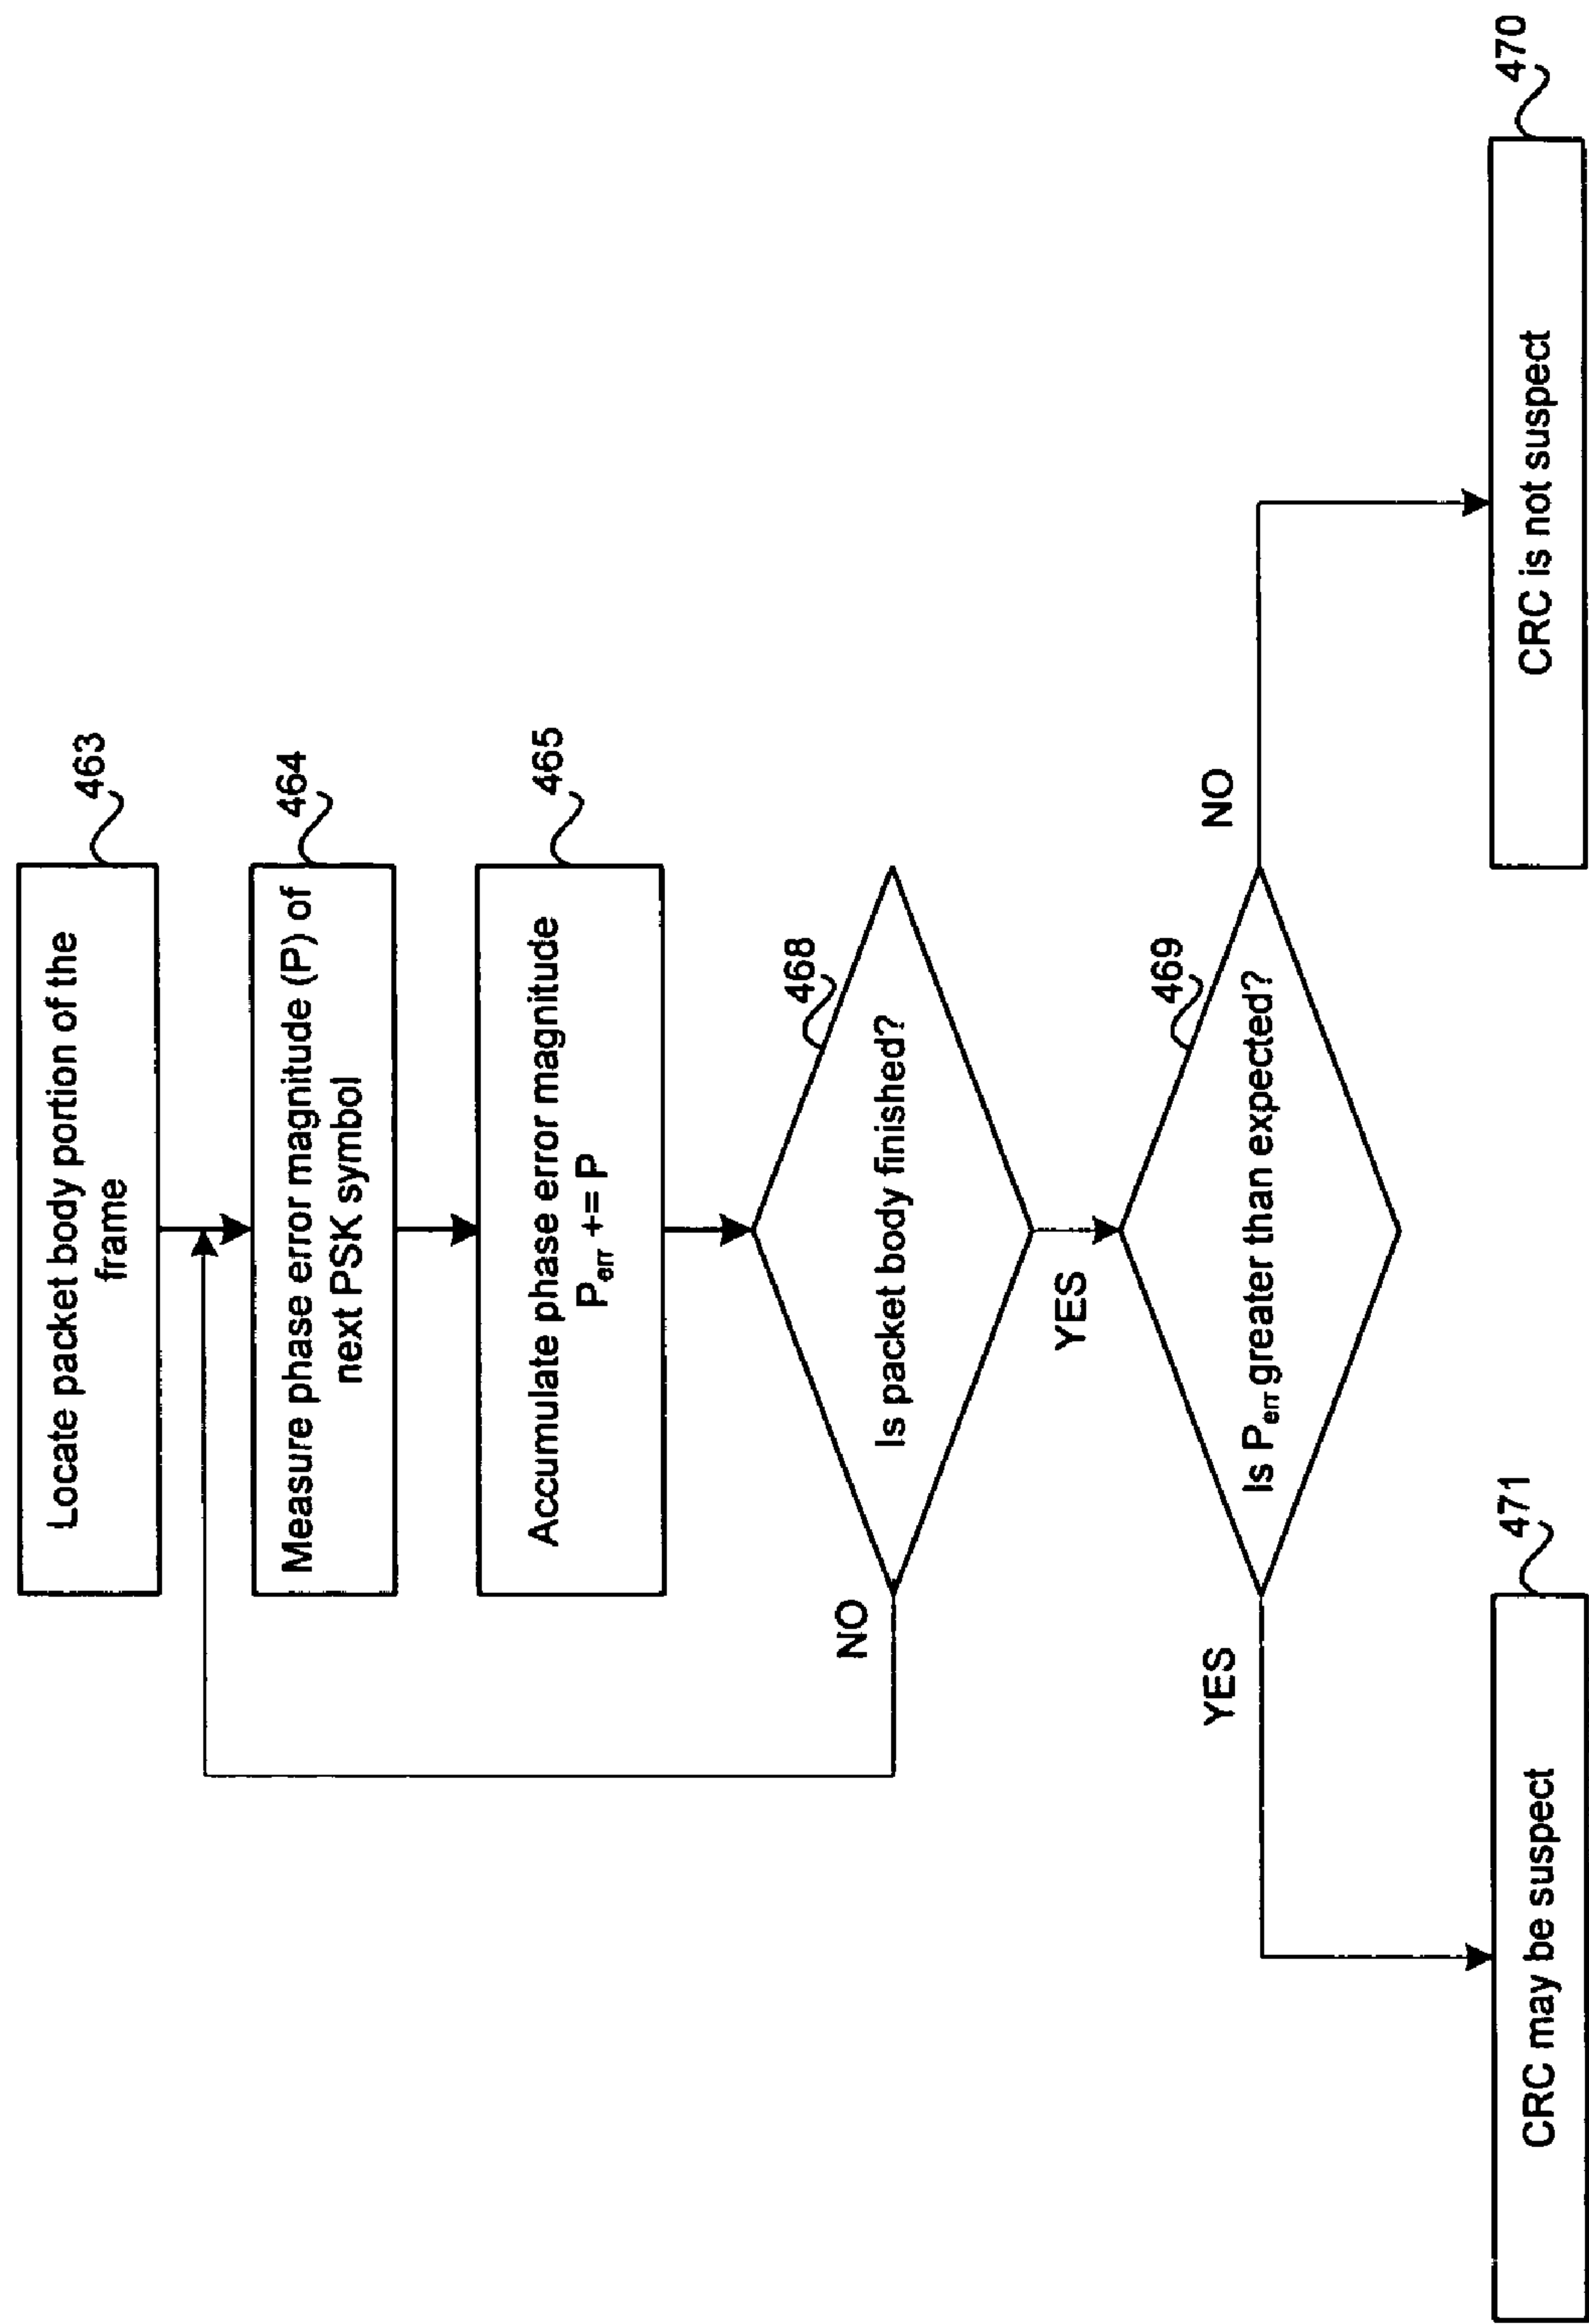 Locate packet body portion of the
frame
463
Measure phase error magnitude (P) of
next PSK symbol
464
Accumulate phase error magnitude
Perr += P
465
Is packet body finished?
468
NO
YES
Is Perr greater than expected?
469
YES
NO
CRC may be suspect
471
CRC is not suspect
470